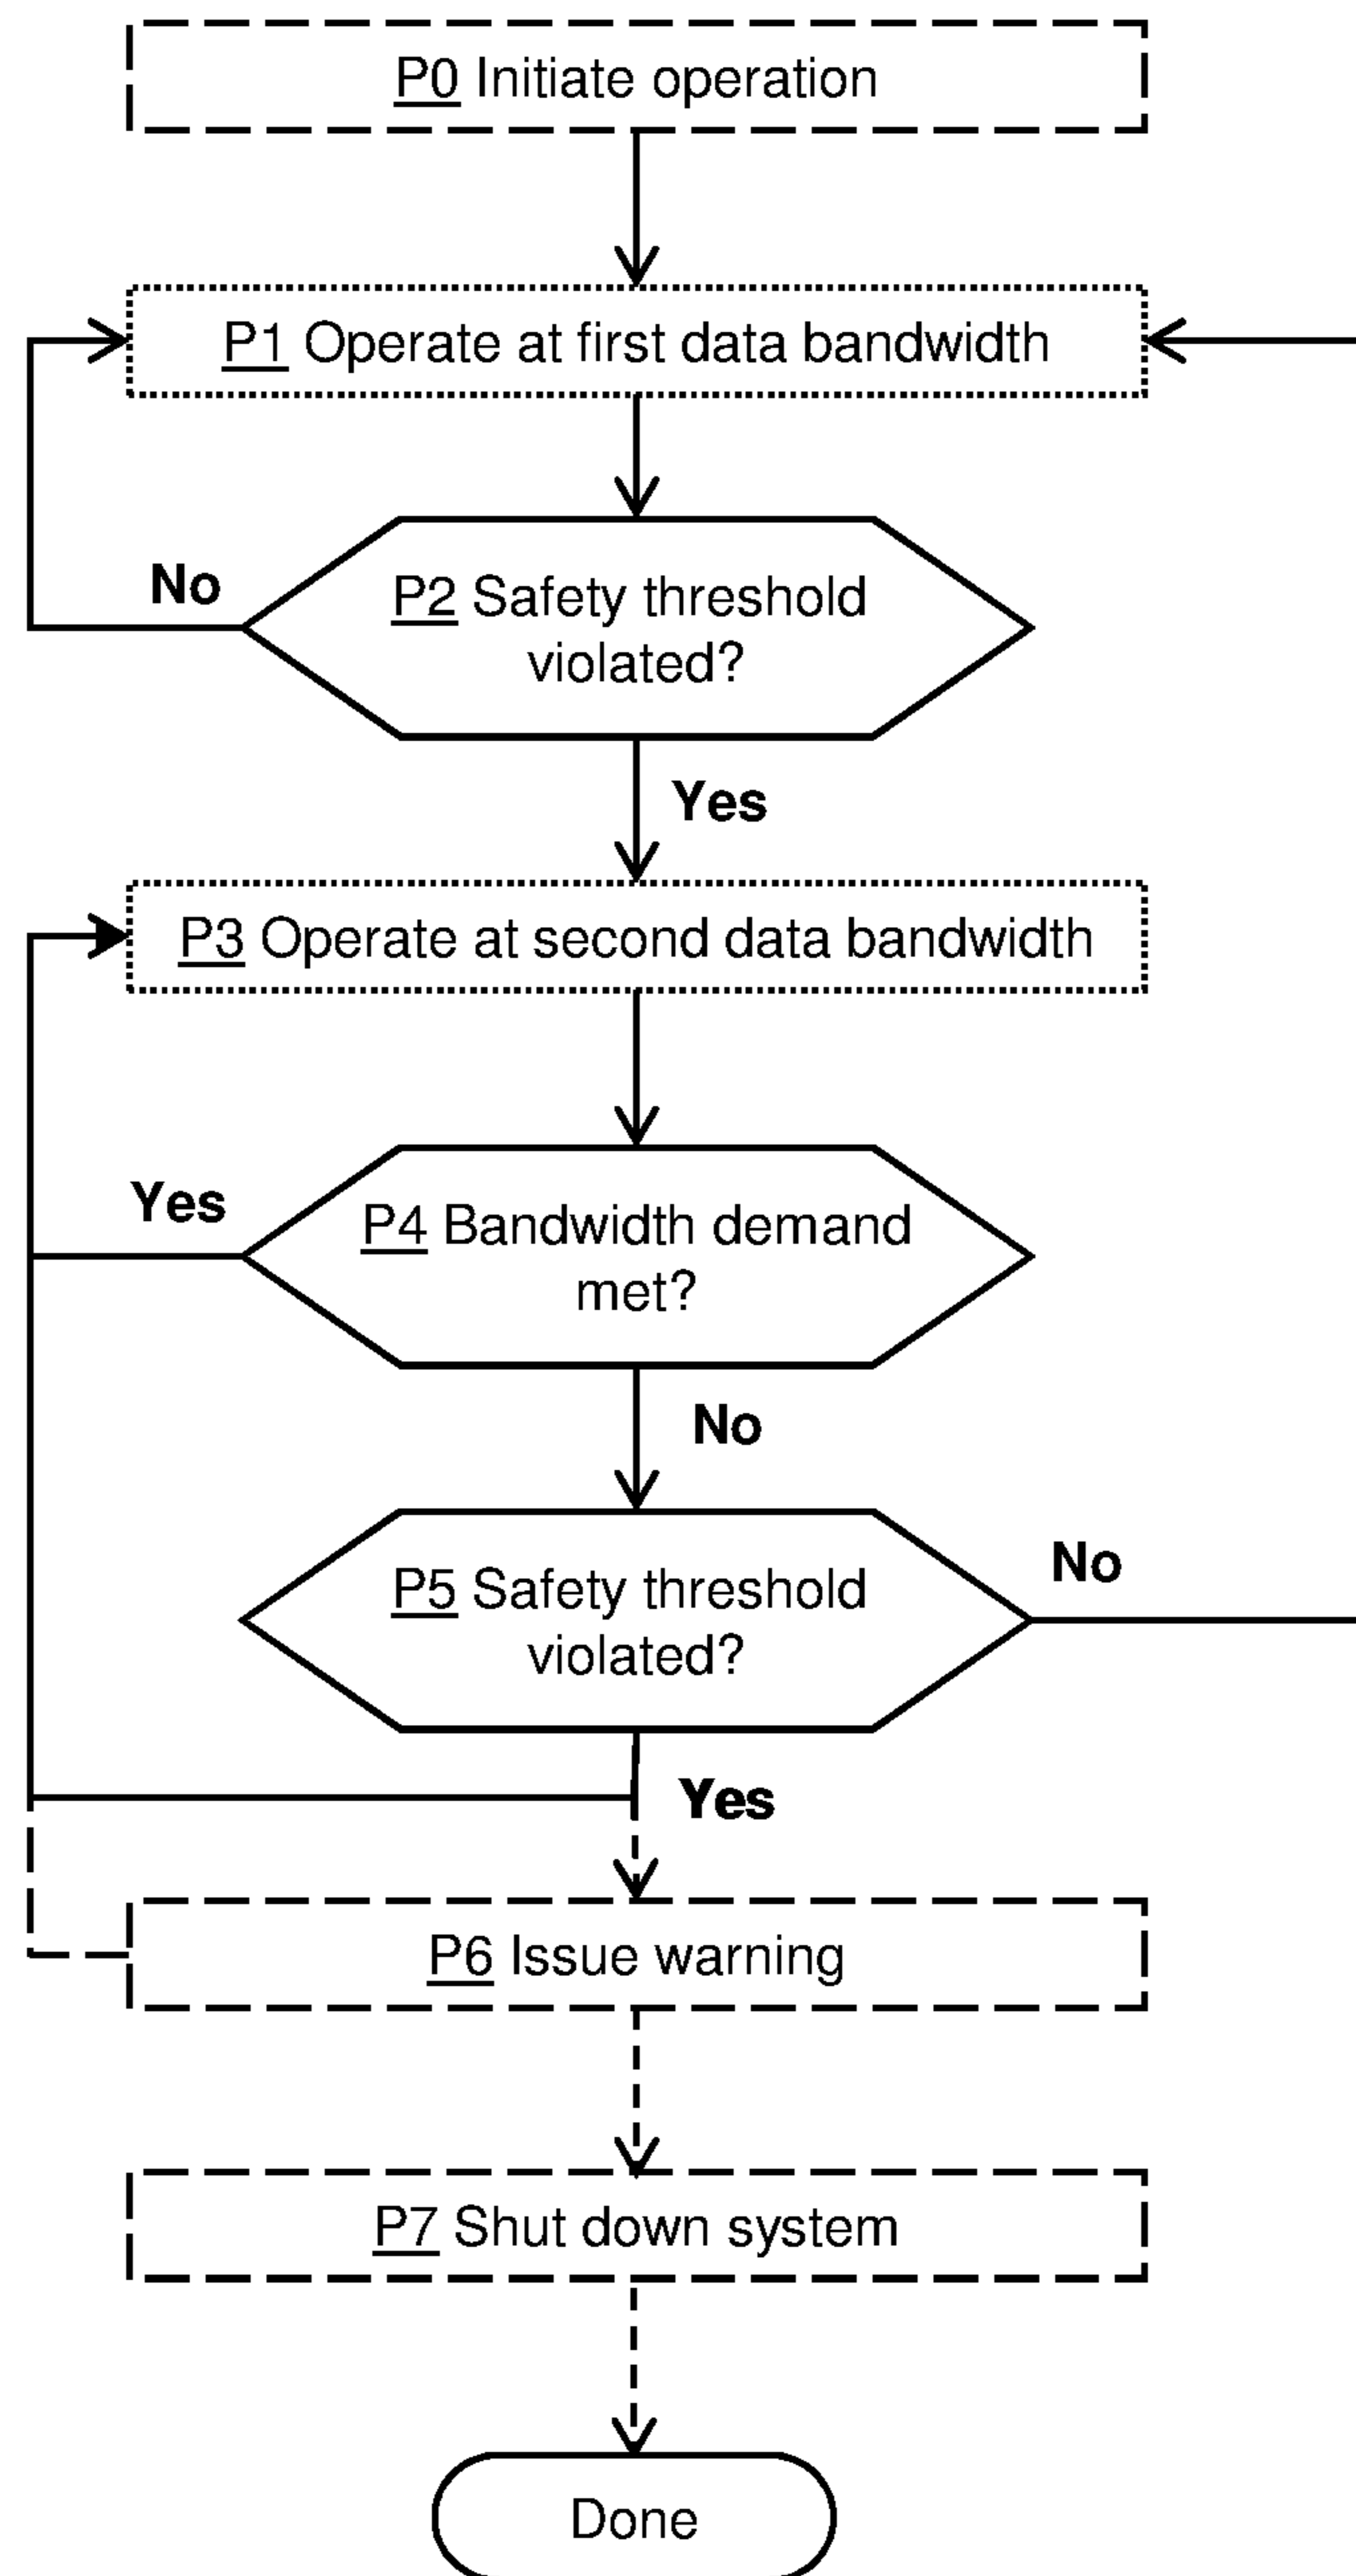 P0 Initiate operation
P1 Operate at first data bandwidth
No
P2 Safety threshold
violated?
Yes
P3 Operate at second data bandwidth
Yes
P4 Bandwidth demand
met?
No
P5 Safety threshold
violated?
No
Yes
P6 Issue warning
P7 Shut down system
Done